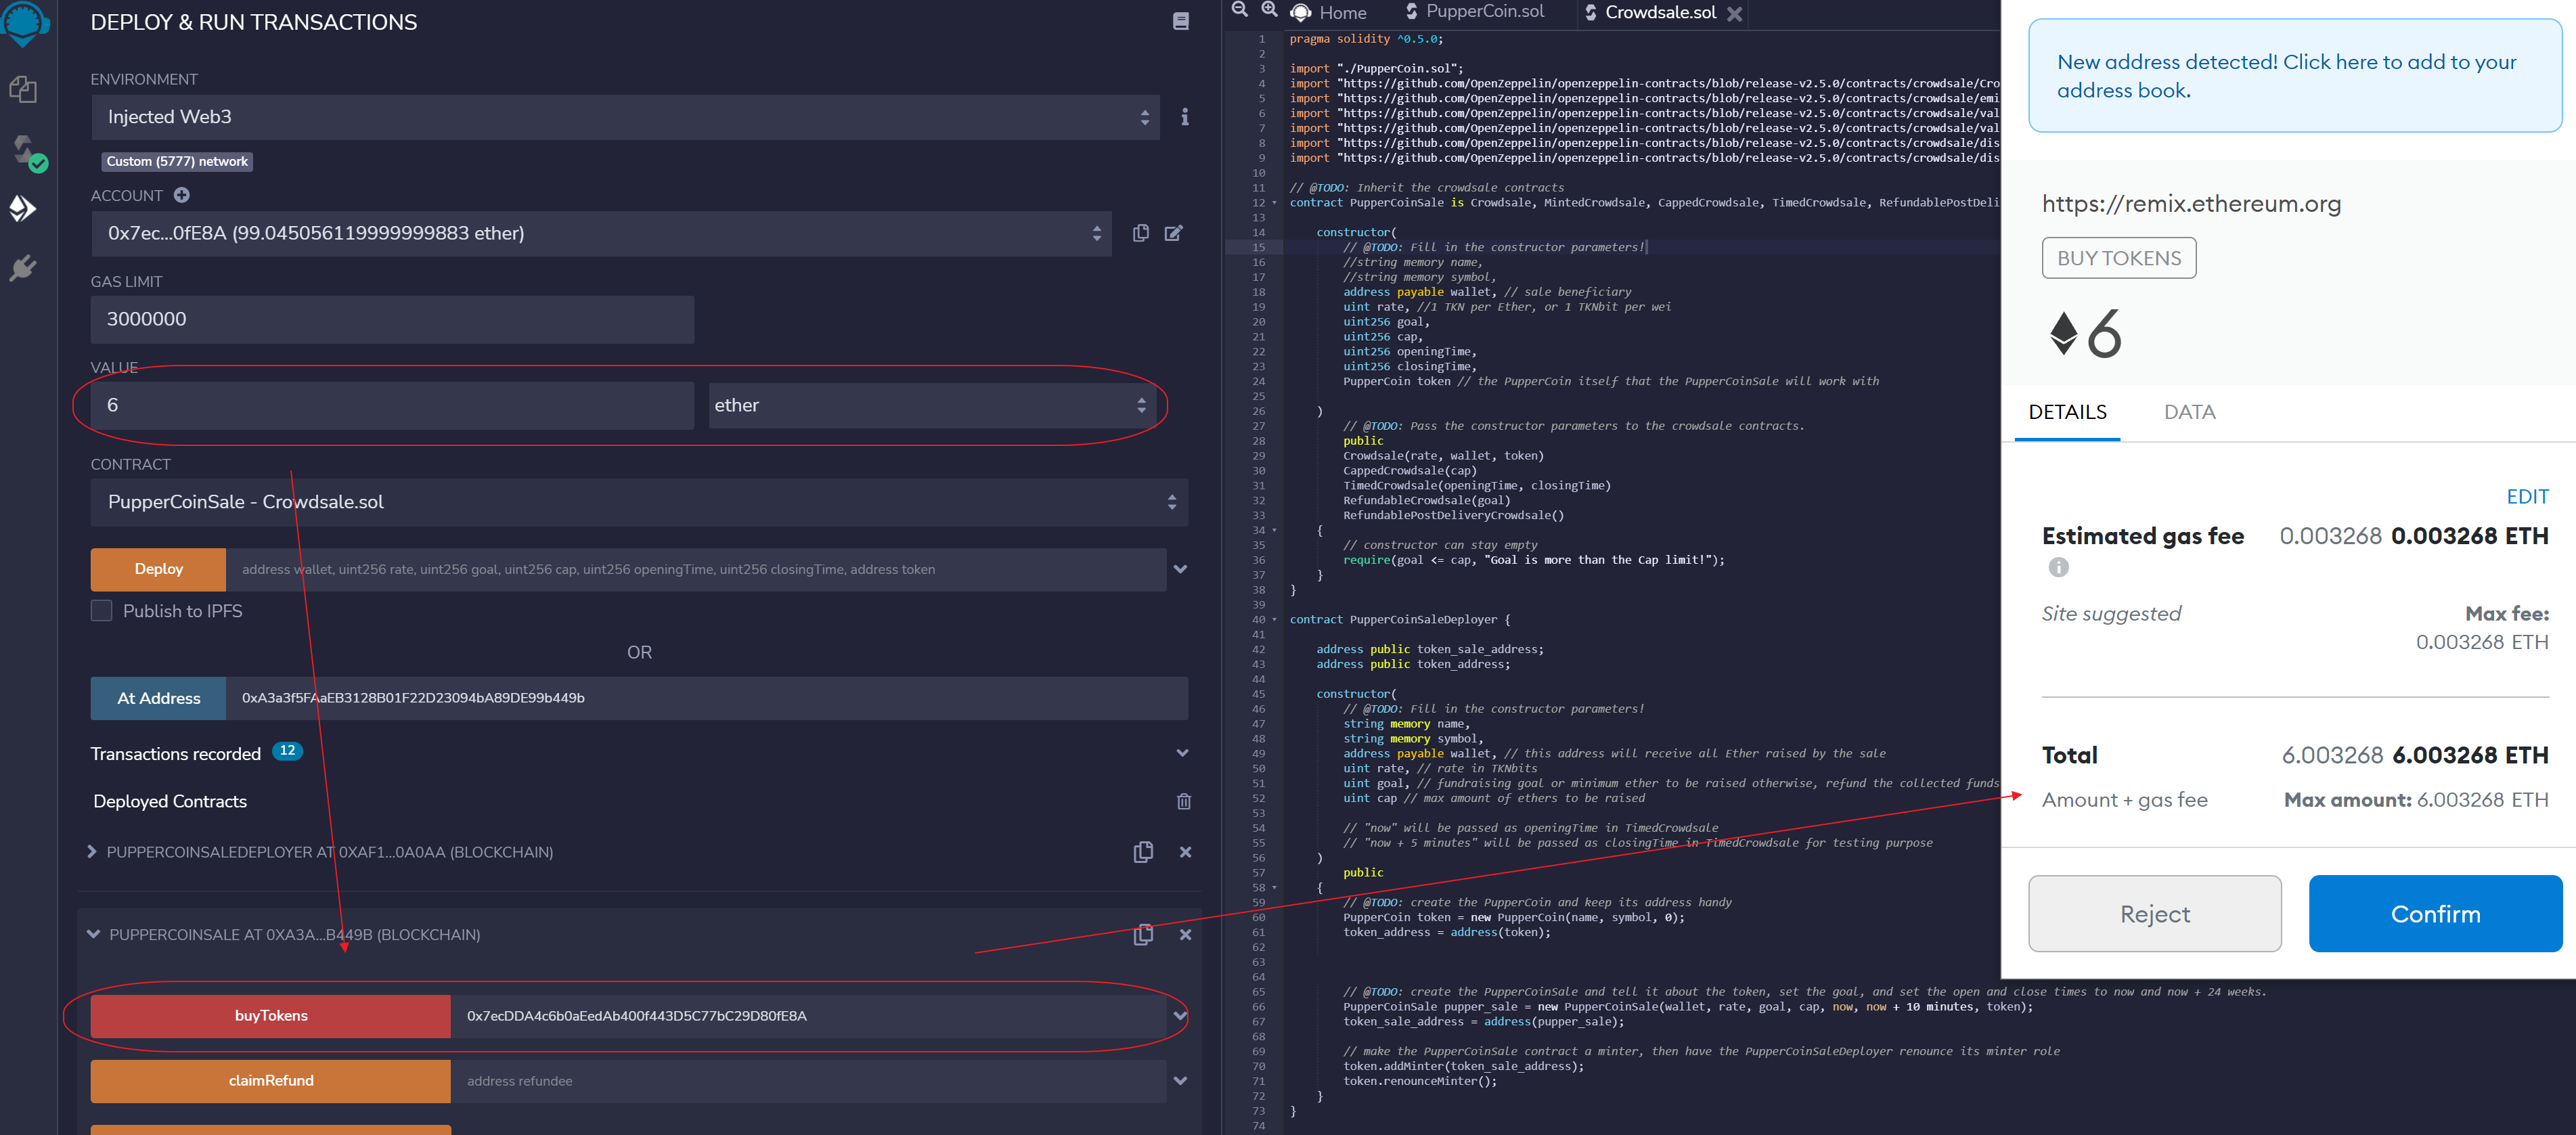 DEPLOY & RUN TRANSACTIONS
ENVIRONMENT
Injected Web3
Custom (5777) network
ACCOUNT
0x7ec...0fE8A (99.045056119999999883 ether)
GAS LIMIT
3000000
VALUE
6
ether
CONTRACT
PupperCoinSale - Crowdsale.sol
Deploy
address wallet, uint256 rate, uint256 goal, uint256 cap, uint256 openingTime, uint256 closingTime, address token
Publish to IPFS
OR
At Address
0xA3a3f5FAaEB3128B01F22D23094bA89DE99b449b
Transactions recorded 12
Deployed Contracts
PUPPERCOINSALEDEPLOYER AT 0XAF1...0A0AA (BLOCKCHAIN)
PUPPERCOINSALE AT 0XA3A...B449B (BLOCKCHAIN)
buyTokens
0x7ecDDA4c6b0aEedAb400f443D5C77bC29D80fE8A
claimRefund
address refundee
Home
PupperCoin.sol
Crowdsale.sol
1 pragma solidity ^0.5.0;
2
3 import "./PupperCoin.sol";
4 import "https://github.com/OpenZeppelin/openzeppelin-contracts/blob/release-v2.5.0/contracts/crowdsale/Cro
5 import "https://github.com/OpenZeppelin/openzeppelin-contracts/blob/release-v2.5.0/contracts/crowdsale/emi
6 import "https://github.com/OpenZeppelin/openzeppelin-contracts/blob/release-v2.5.0/contracts/crowdsale/val
7 import "https://github.com/OpenZeppelin/openzeppelin-contracts/blob/release-v2.5.0/contracts/crowdsale/val
8 import "https://github.com/OpenZeppelin/openzeppelin-contracts/blob/release-v2.5.0/contracts/crowdsale/dis
9 import "https://github.com/OpenZeppelin/openzeppelin-contracts/blob/release-v2.5.0/contracts/crowdsale/dis
10
11 // @TODO: Inherit the crowdsale contracts
12 contract PupperCoinSale is Crowdsale, MintedCrowdsale, CappedCrowdsale, TimedCrowdsale, RefundablePostDeli
13
14 constructor(
15 // @TODO: Fill in the constructor parameters!
16 //string memory name,
17 //string memory symbol,
18 address payable wallet, // sale beneficiary
19 uint rate, //1 TKN per Ether, or 1 TKNbit per wei
20 uint256 goal,
21 uint256 cap,
22 uint256 openingTime,
23 uint256 closingTime,
24 PupperCoin token // the PupperCoin itself that the PupperCoinSale will work with
25
26 )
27 // @TODO: Pass the constructor parameters to the crowdsale contracts.
28 public
29 Crowdsale(rate, wallet, token)
30 CappedCrowdsale(cap)
31 TimedCrowdsale(openingTime, closingTime)
32 RefundableCrowdsale(goal)
33 RefundablePostDeliveryCrowdsale()
34 {
35 // constructor can stay empty
36 require(goal <= cap, "Goal is more than the Cap limit!");
37 }
38 }
39
40 contract PupperCoinSaleDeployer {
41
42 address public token_sale_address;
43 address public token_address;
44
45 constructor(
46 // @TODO: Fill in the constructor parameters!
47 string memory name,
48 string memory symbol,
49 address payable wallet, // this address will receive all Ether raised by the sale
50 uint rate, // rate in TKNbits
51 uint goal, // fundraising goal or minimum ether to be raised otherwise, refund the collected funds
52 uint cap // max amount of ethers to be raised
53
54 // "now" will be passed as openingTime in TimedCrowdsale
55 // "now + 5 minutes" will be passed as closingTime in TimedCrowdsale for testing purpose
56 )
57 public
58 {
59 // @TODO: create the PupperCoin and keep its address handy
60 PupperCoin token = new PupperCoin(name, symbol, 0);
61 token_address = address(token);
62
63
64
65 // @TODO: create the PupperCoinSale and tell it about the token, set the goal, and set the open and close times to now and now + 24 weeks.
66 PupperCoinSale pupper_sale = new PupperCoinSale(wallet, rate, goal, cap, now, now + 10 minutes, token);
67 token_sale_address = address(pupper_sale);
68
69 // make the PupperCoinSale contract a minter, then have the PupperCoinSaleDeployer renounce its minter role
70 token.addMinter(token_sale_address);
71 token.renounceMinter();
72 }
73 }
74
New address detected! Click here to add to your
address book.
https://remix.ethereum.org
BUY TOKENS
6
DETAILS
DATA
EDIT
Estimated gas fee 0.003268 0.003268 ETH
Site suggested Max fee:
0.003268 ETH
Total 6.003268 6.003268 ETH
Amount + gas fee Max amount: 6.003268 ETH
Reject
Confirm